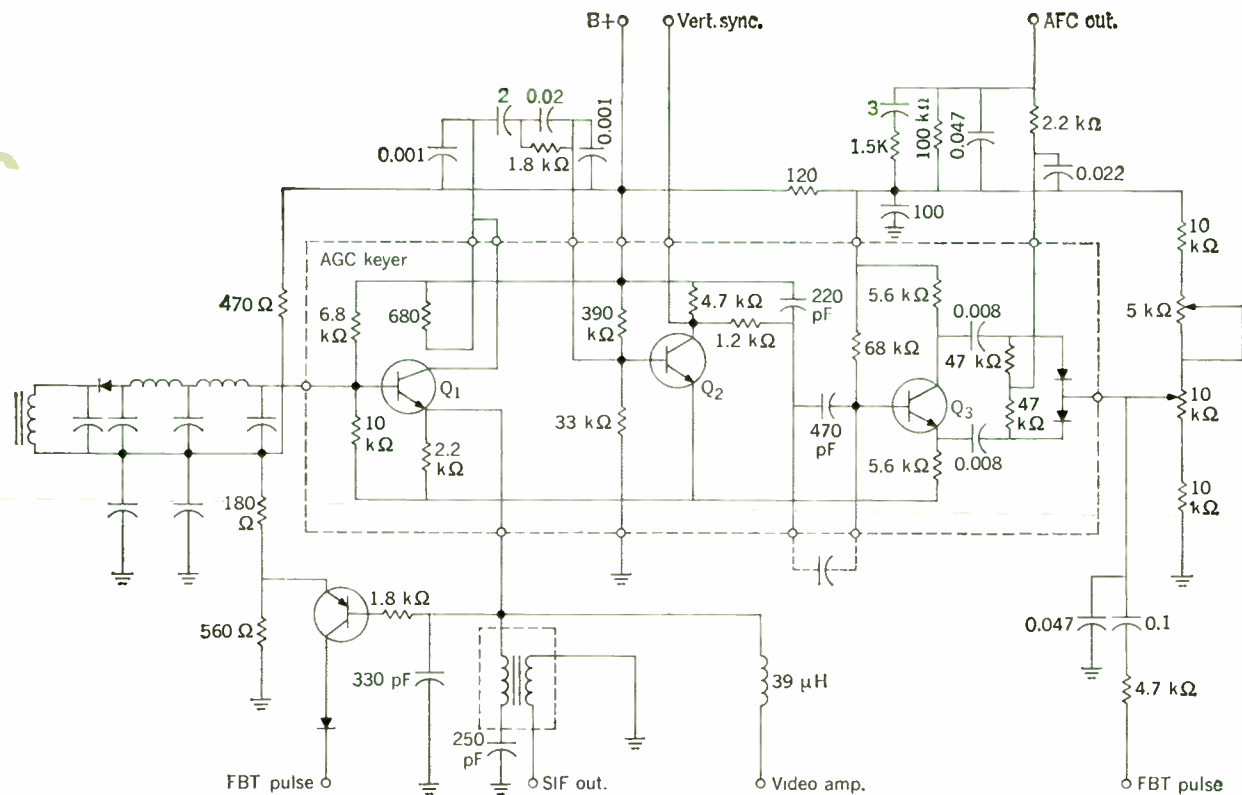 B+
Vert. sync.
AFC out.
2
0.02
0.001
0.001
1.8 kΩ
3
1.5K
100 kΩ
0.047
2.2 kΩ
0.022
120
100
10
kΩ
AGC keyer
470 Ω
6.8
kΩ
680
390
kΩ
4.7 kΩ
1.2 kΩ
220
pF
5.6 kΩ
68 kΩ
0.008
47 kΩ
5 kΩ
Q1
Q2
Q3
10
kΩ
2.2
kΩ
33 kΩ
470
pF
5.6 kΩ
0.008
47
kΩ
10
kΩ
10
kΩ
180
Ω
560 Ω
1.8 kΩ
330 pF
250
pF
39 μH
0.047
0.1
4.7 kΩ
FBT pulse
SIF out.
Video amp.
FBT pulse